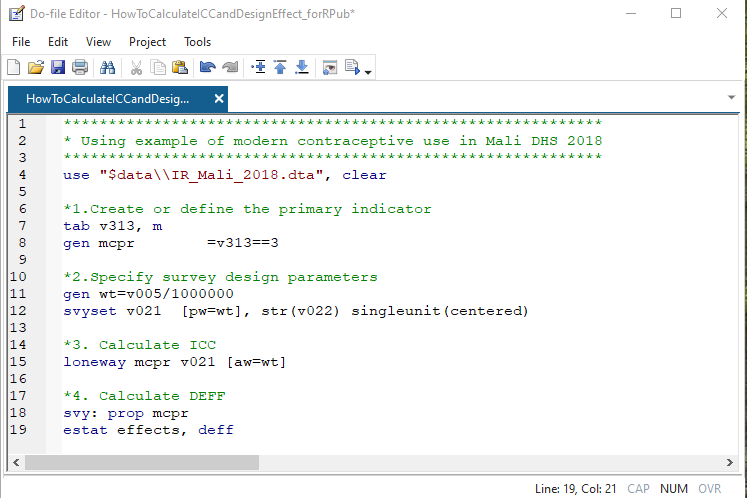 Do-file Editor - HowToCalculateICCandDesignEffect_forRPub*
File Edit View Project Tools
HowToCalculateICCandDesig...
1 ************************************************************
2 * Using example of modern contraceptive use in Mali DHS 2018
3 ************************************************************
4 use "$data\\IR_Mali_2018.dta", clear
5
6 *1.Create or define the primary indicator
7 tab v313, m
8 gen mcpr        =v313==3
9
10 *2.Specify survey design parameters
11 gen wt=v005/1000000
12 svyset v021  [pw=wt], str(v022) singleunit(centered)
13
14 *3. Calculate ICC
15 loneway mcpr v021 [aw=wt]
16
17 *4. Calculate DEFF
18 svy: prop mcpr
19 estat effects, deff
Line: 19, Col: 21 CAP NUM OVR